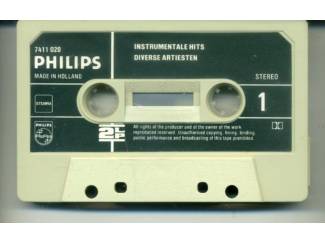 7411 020
PHILIPS
MADE IN HOLLAND
INSTRUMENTALE HITS
DIVERSE ARTIESTEN
STEREO
1
STEMRA
PHILIPS
All rights of the producer and of the owner of the work
reproduced reserved. Unauthorised copying, hiring, lending,
public performance and broadcasting of this tape prohibited.